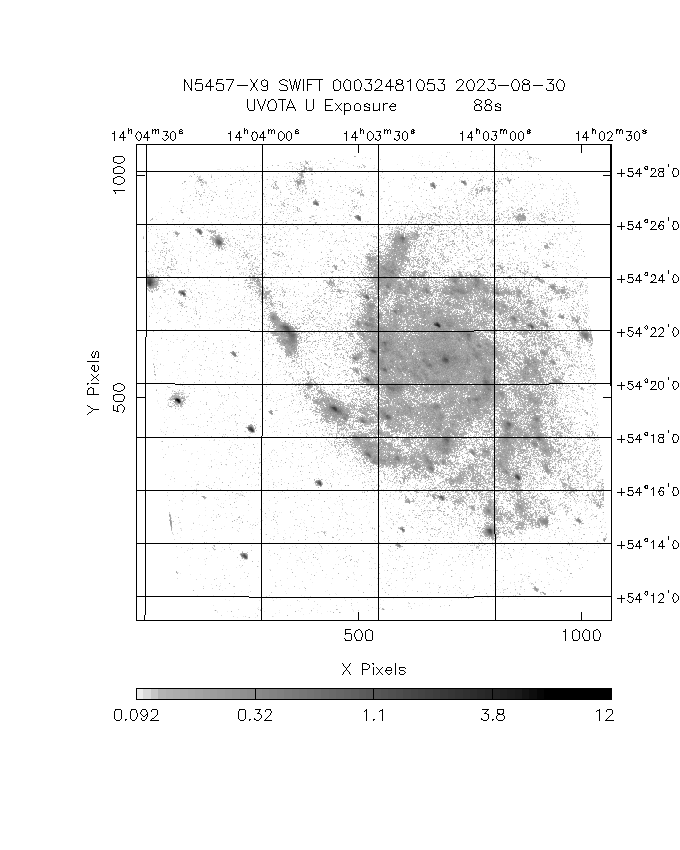 N5457-X9 SWIFT 00032481053 2023-08-30
UVOTA U Exposure 88s
14ʰ04ᵐ30ˢ 14ʰ04ᵐ00ˢ 14ʰ03ᵐ30ˢ 14ʰ03ᵐ00ˢ 14ʰ02ᵐ30ˢ
1000
500
Y Pixels
+54°28'0
+54°26'0
+54°24'0
+54°22'0
+54°20'0
+54°18'0
+54°16'0
+54°14'0
+54°12'0
500 1000
X Pixels
0.092 0.32 1.1 3.8 12